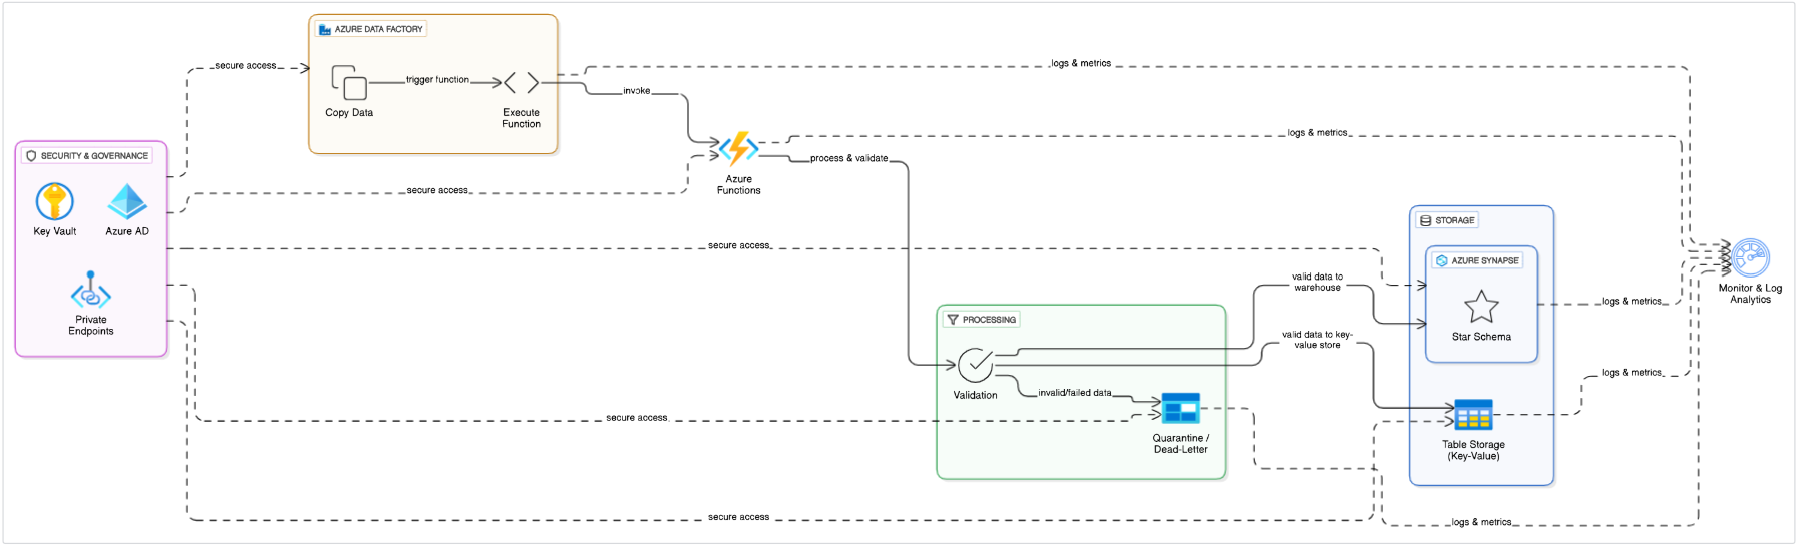 AZURE DATA FACTORY
secure access
trigger function
Copy Data
Execute
Function
logs & metrics
invoke
SECURITY & GOVERNANCE
Key Vault
Azure AD
Private
Endpoints
secure access
Azure
Functions
logs & metrics
process & validate
secure access
STORAGE
AZURE SYNAPSE
Star Schema
valid data to
warehouse
logs & metrics
Monitor & Log
Analytics
PROCESSING
Validation
valid data to key-
value store
invalid/failed data
Quarantine /
Dead-Letter
logs & metrics
secure access
Table Storage
(Key-Value)
secure access
logs & metrics